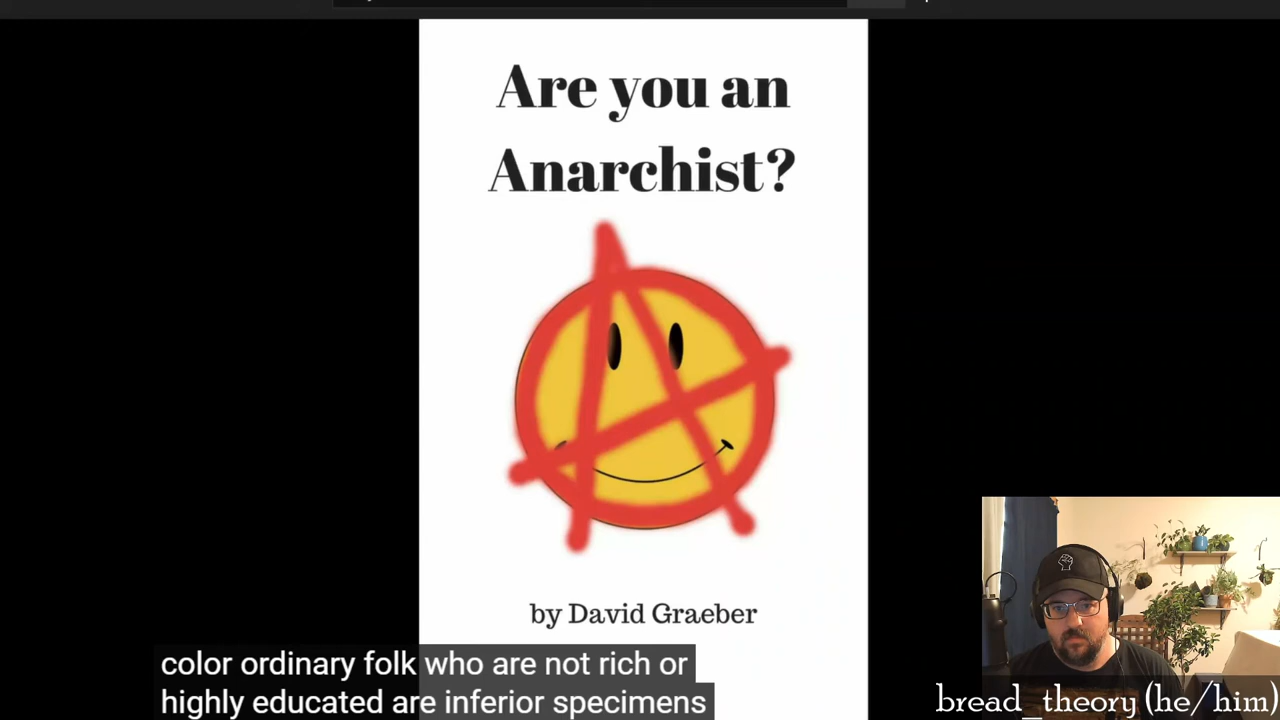 Are you an
Anarchist?
by David Graeber
color ordinary folk who are not rich or
highly educated are inferior specimens
bread_theory (he/him)